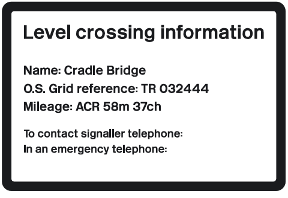 Level crossing information
Name: Cradle Bridge
O.S. Grid reference: TR 032444
Mileage: ACR 58m 37ch
To contact signaller telephone:
In an emergency telephone: